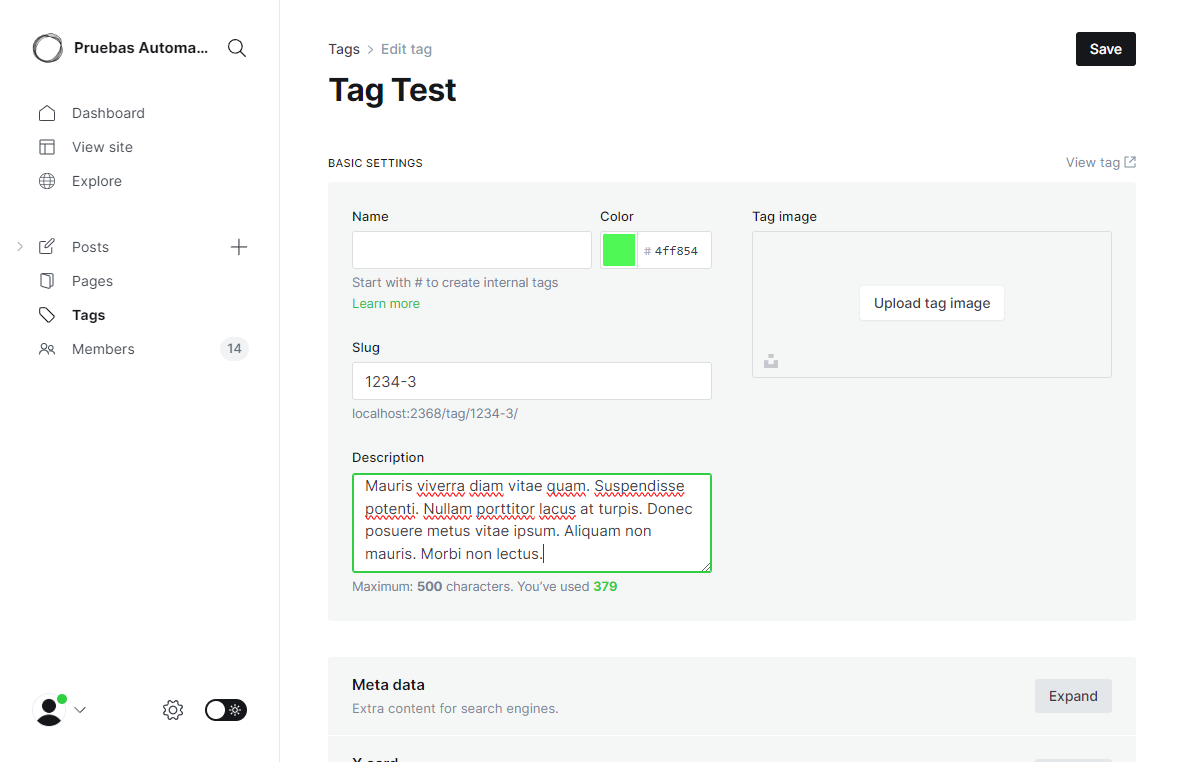 Pruebas Automa...
Dashboard
View site
Explore
Posts
Pages
Tags
Members 14
Tags > Edit tag
Save
Tag Test
BASIC SETTINGS
View tag
Name
Color
Tag image
# 4ff854
Start with # to create internal tags
Learn more
Upload tag image
Slug
1234-3
localhost:2368/tag/1234-3/
Description
Mauris viverra diam vitae quam. Suspendisse
potenti. Nullam porttitor lacus at turpis. Donec
posuere metus vitae ipsum. Aliquam non
mauris. Morbi non lectus.
Maximum: 500 characters. You’ve used 379
Meta data
Extra content for search engines.
Expand
X card